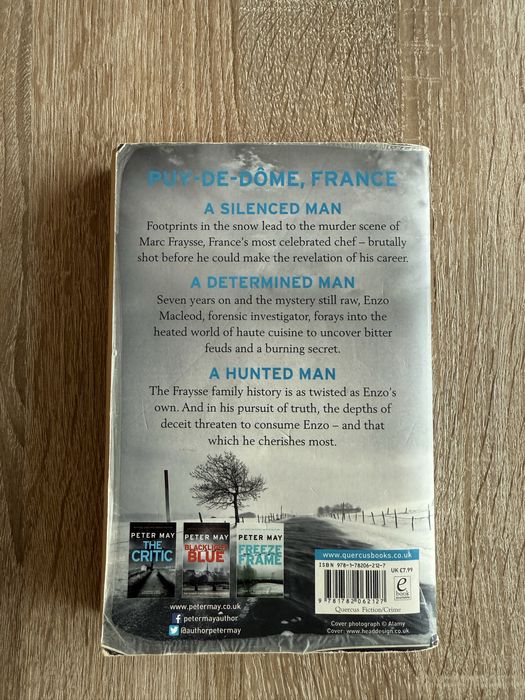 PUY-DE-DÔME, FRANCE
A SILENCED MAN
Footprints in the snow lead to the murder scene of
Marc Fraysse, France's most celebrated chef – brutally
shot before he could make the revelation of his career.
A DETERMINED MAN
Seven years on and the mystery still raw, Enzo
Macleod, forensic investigator, forays into the
heated world of haute cuisine to uncover bitter
feuds and a burning secret.
A HUNTED MAN
The Fraysse family history is as twisted as Enzo's
own. And in his pursuit of truth, the depths of
deceit threaten to consume Enzo – and that
which he cherishes most.
PETER MAY
THE
CRITIC
PETER MAY
BLACKLIGHT
BLUE
PETER MAY
FREEZE
FRAME
www.petermay.co.uk
f petermayauthor
@authorpetermay
www.quercusbooks.co.uk
ISBN 978-1-78206-212-7
9 781782 062127
UK £7.99
e
book
available
Quercus Fiction/Crime
Cover photograph © Alamy
Cover: www.headdesign.co.uk